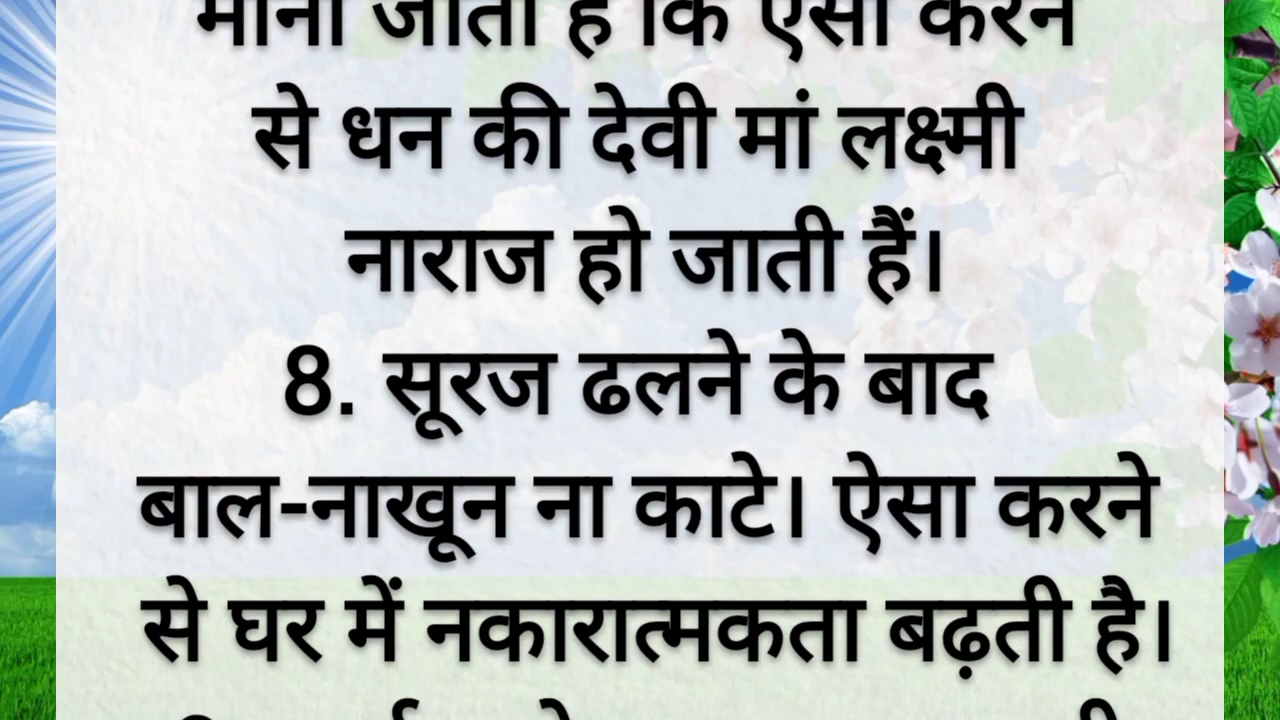 माना जाता है कि ऐसा करने
से धन की देवी मां लक्ष्मी
नाराज हो जाती हैं।
8. सूरज ढलने के बाद
बाल-नाखून ना काटे। ऐसा करने
से घर में नकारात्मकता बढ़ती है।